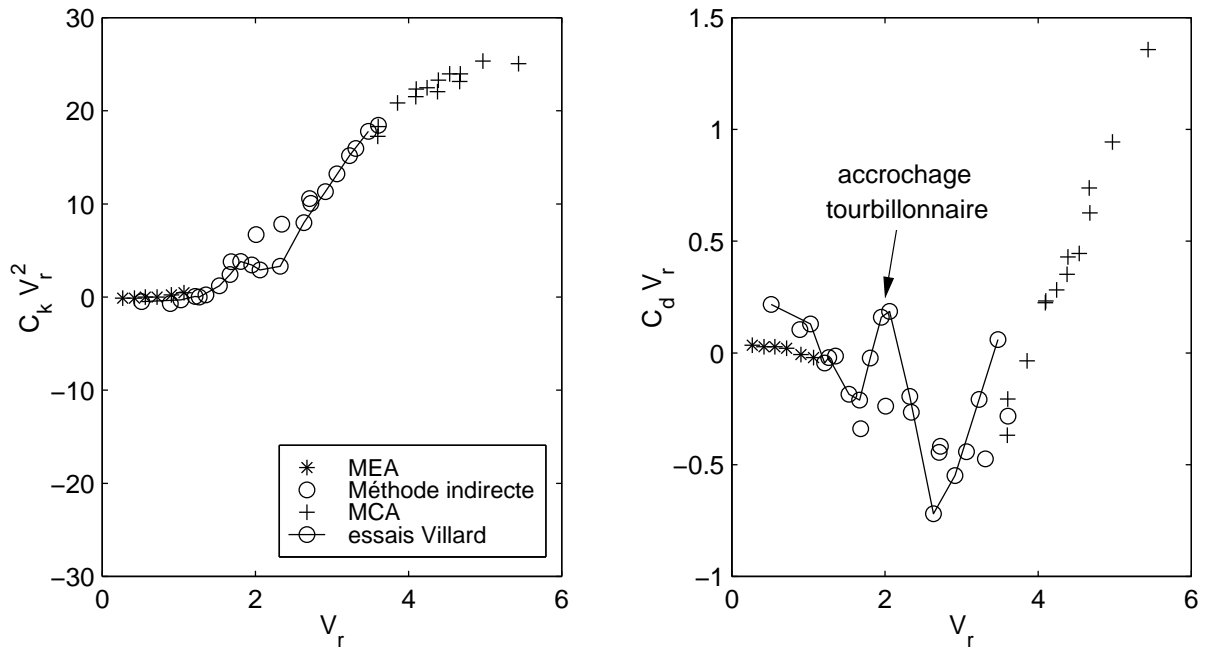 30
20
10
0
−10
−20
−30
0
2
4
6
C_k V_r^2
V_r
MEA
Méthode indirecte
MCA
essais Villard
1.5
1
0.5
0
−0.5
−1
0
2
4
6
C_d V_r
V_r
accrochage
tourbillonnaire